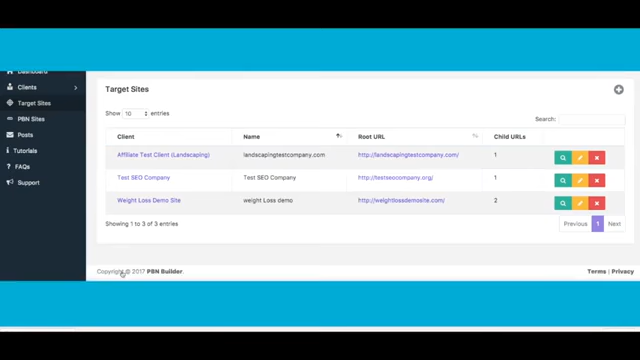 Dashboard
Clients
Target Sites
PBN Sites
Posts
Tutorials
FAQs
Support
Target Sites
Show 10 entries
Search:
Client Name Root URL Child URLs
Affiliate Test Client (Landscaping) landscapingtestcompany.com http://landscapingtestcompany.com/ 1
Test SEO Company Test SEO Company http://testseocompany.org/ 1
Weight Loss Demo Site weight Loss demo http://weightlossdemosite.com/ 2
Showing 1 to 3 of 3 entries
Previous 1 Next
Copyright @ 2017 PBN Builder.
Terms | Privacy